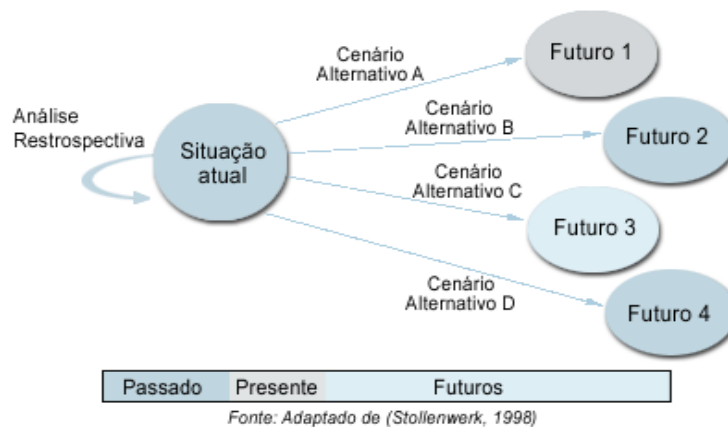 Cenário
Alternativo A
Futuro 1
Análise
Restrospectiva
Cenário
Alternativo B
Futuro 2
Situação
atual
Cenário
Alternativo C
Futuro 3
Cenário
Alternativo D
Futuro 4
Passado
Presente
Futuros
Fonte: Adaptado de (Stollenwerk, 1998)